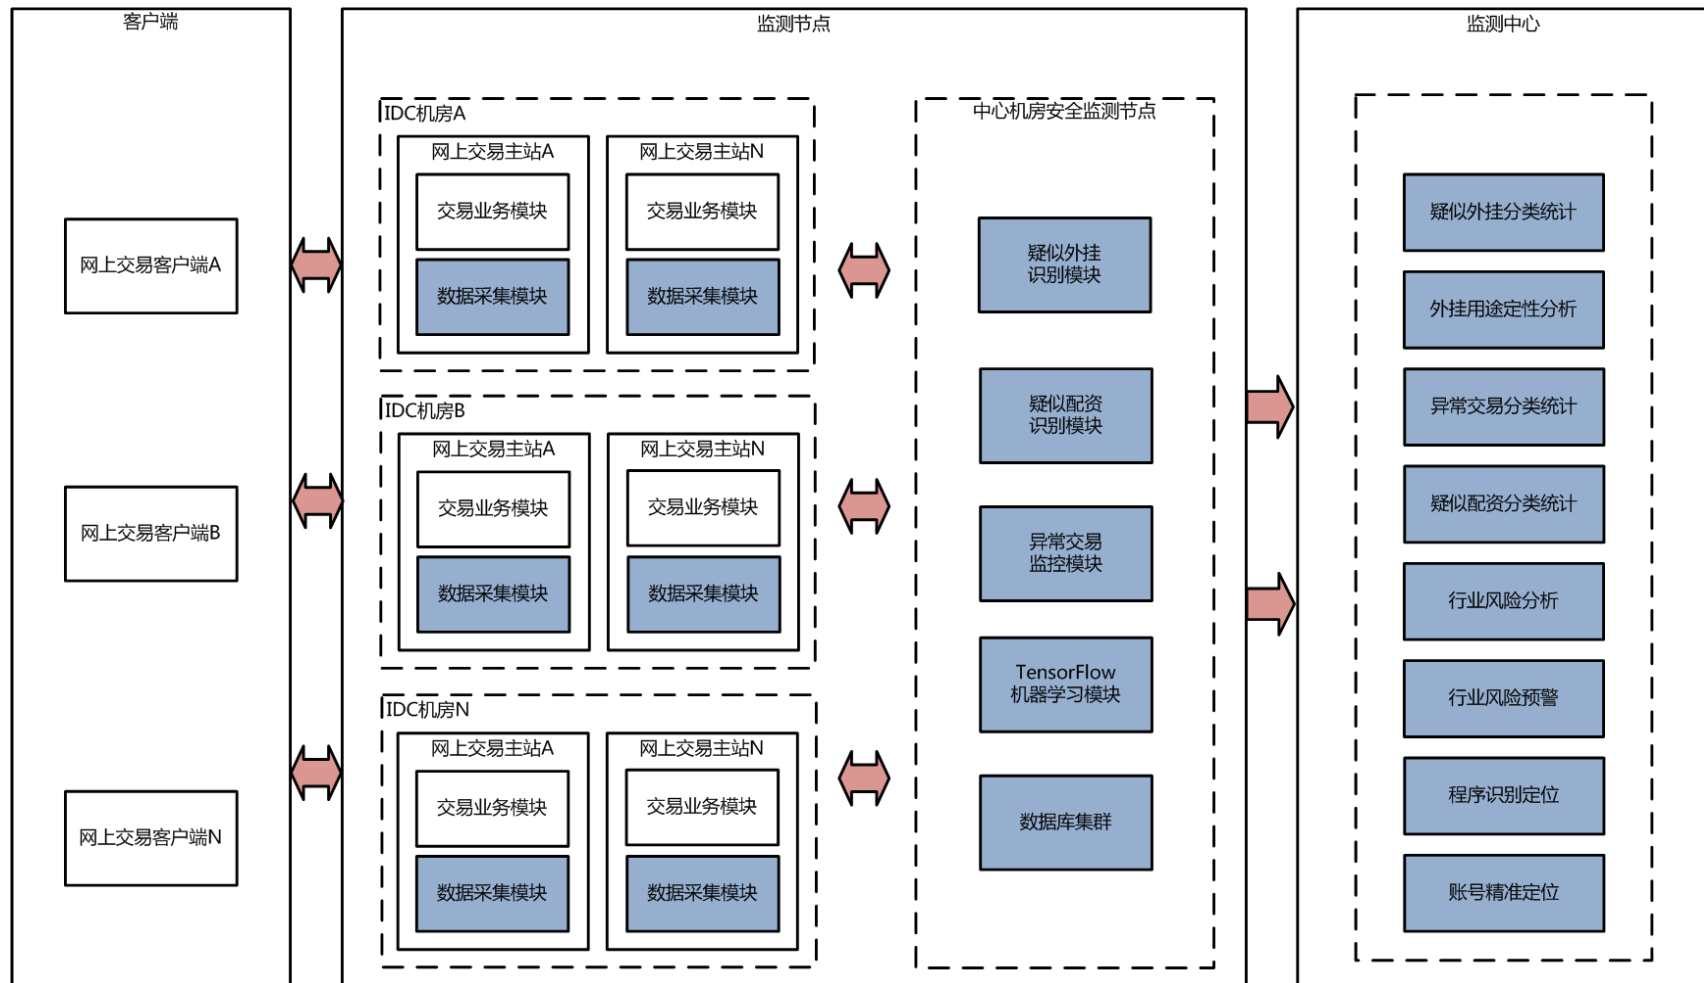 客户端
网上交易客户端A
网上交易客户端B
网上交易客户端N
监测节点
IDC机房A
网上交易主站A
交易业务模块
数据采集模块
网上交易主站N
交易业务模块
数据采集模块
IDC机房B
网上交易主站A
交易业务模块
数据采集模块
网上交易主站N
交易业务模块
数据采集模块
IDC机房N
网上交易主站A
交易业务模块
数据采集模块
网上交易主站N
交易业务模块
数据采集模块
中心机房安全监测节点
疑似外挂
识别模块
疑似配资
识别模块
异常交易
监控模块
TensorFlow
机器学习模块
数据库集群
监测中心
疑似外挂分类统计
外挂用途定性分析
异常交易分类统计
疑似配资分类统计
行业风险分析
行业风险预警
程序识别定位
账号精准定位